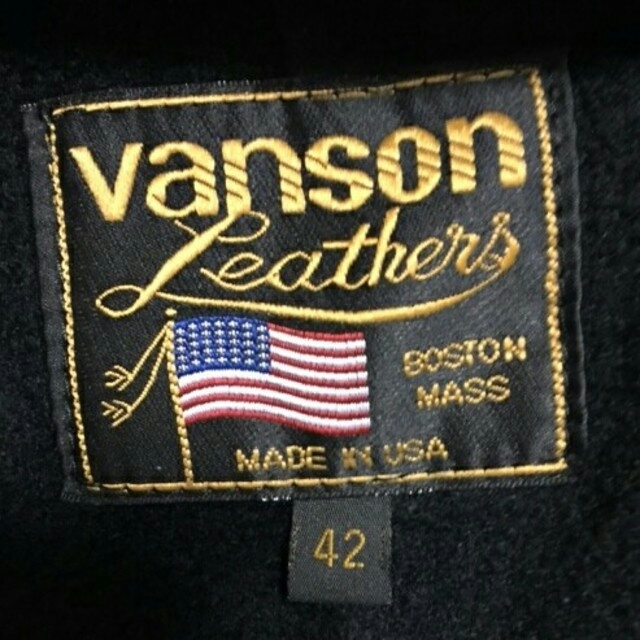 vanson
Leathers
BOSTON
MASS
MADE IN USA
42